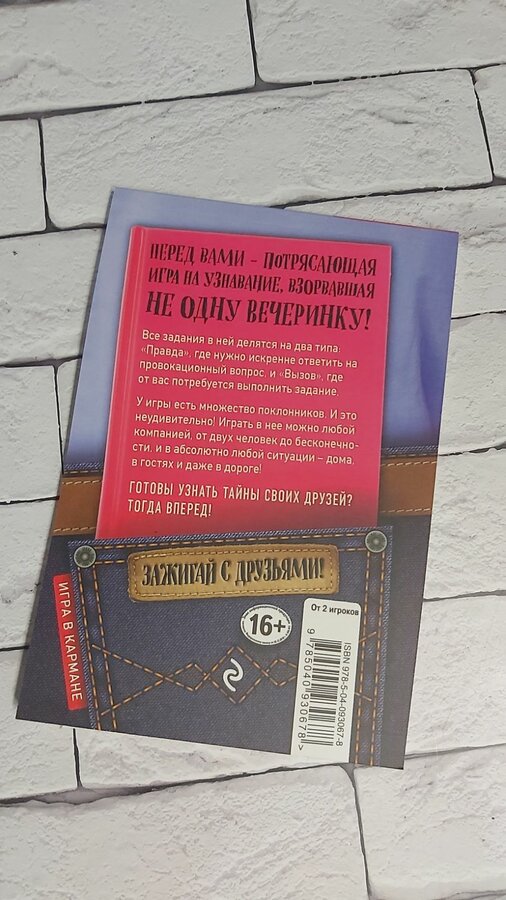 ПЕРЕД ВАМИ – ПОТРЯСАЮЩАЯ
ИГРА НА УЗНАВАНИЕ, ВЗОРВАВШАЯ
НЕ ОДНУ ВЕЧЕРИНКУ!
Все задания в ней делятся на два типа:
«Правда», где нужно искренне ответить на
провокационный вопрос, и «Вызов», где
от вас потребуется выполнить задание.
У игры есть множество поклонников. И это
неудивительно! Играть в нее можно любой
компанией, от двух человек до бесконечно-
сти, и в абсолютно любой ситуации – дома,
в гостях и даже в дороге!
ГОТОВЫ УЗНАТЬ ТАЙНЫ СВОИХ ДРУЗЕЙ?
ТОГДА ВПЕРЕД!
ЗАЖИГАЙ С ДРУЗЬЯМИ!
ИГРА В КАРМАНЕ
16+
От 2 игроков
ISBN 978-5-04-093067-8
9 785040 930678 >